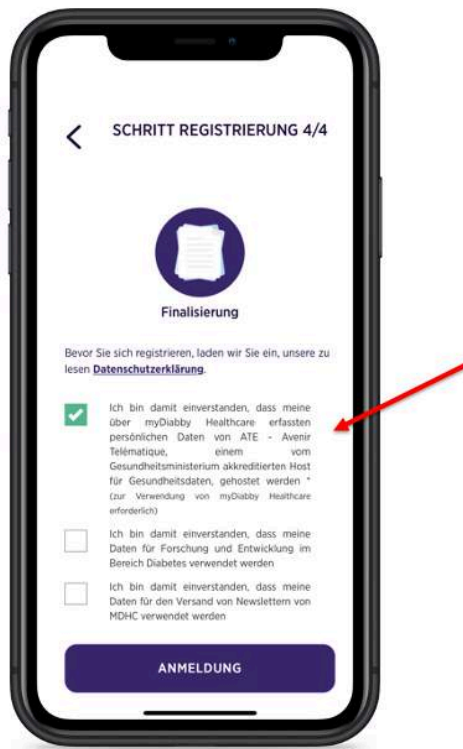 SCHRITT REGISTRIERUNG 4/4
Finalisierung
Bevor Sie sich registrieren, laden wir Sie ein, unsere zu
lesen Datenschutzerklärung.
Ich bin damit einverstanden, dass meine
über myDiabby Healthcare erfassten
persönlichen Daten von ATE - Avenir
Télématique, einem vom
Gesundheitsministerium akkreditierten Host
für Gesundheitsdaten, gehostet werden *
(zur Verwendung von myDiabby Healthcare
erforderlich)
Ich bin damit einverstanden, dass meine
Daten für Forschung und Entwicklung im
Bereich Diabetes verwendet werden
Ich bin damit einverstanden, dass meine
Daten für den Versand von Newslettern von
MDHC verwendet werden
ANMELDUNG